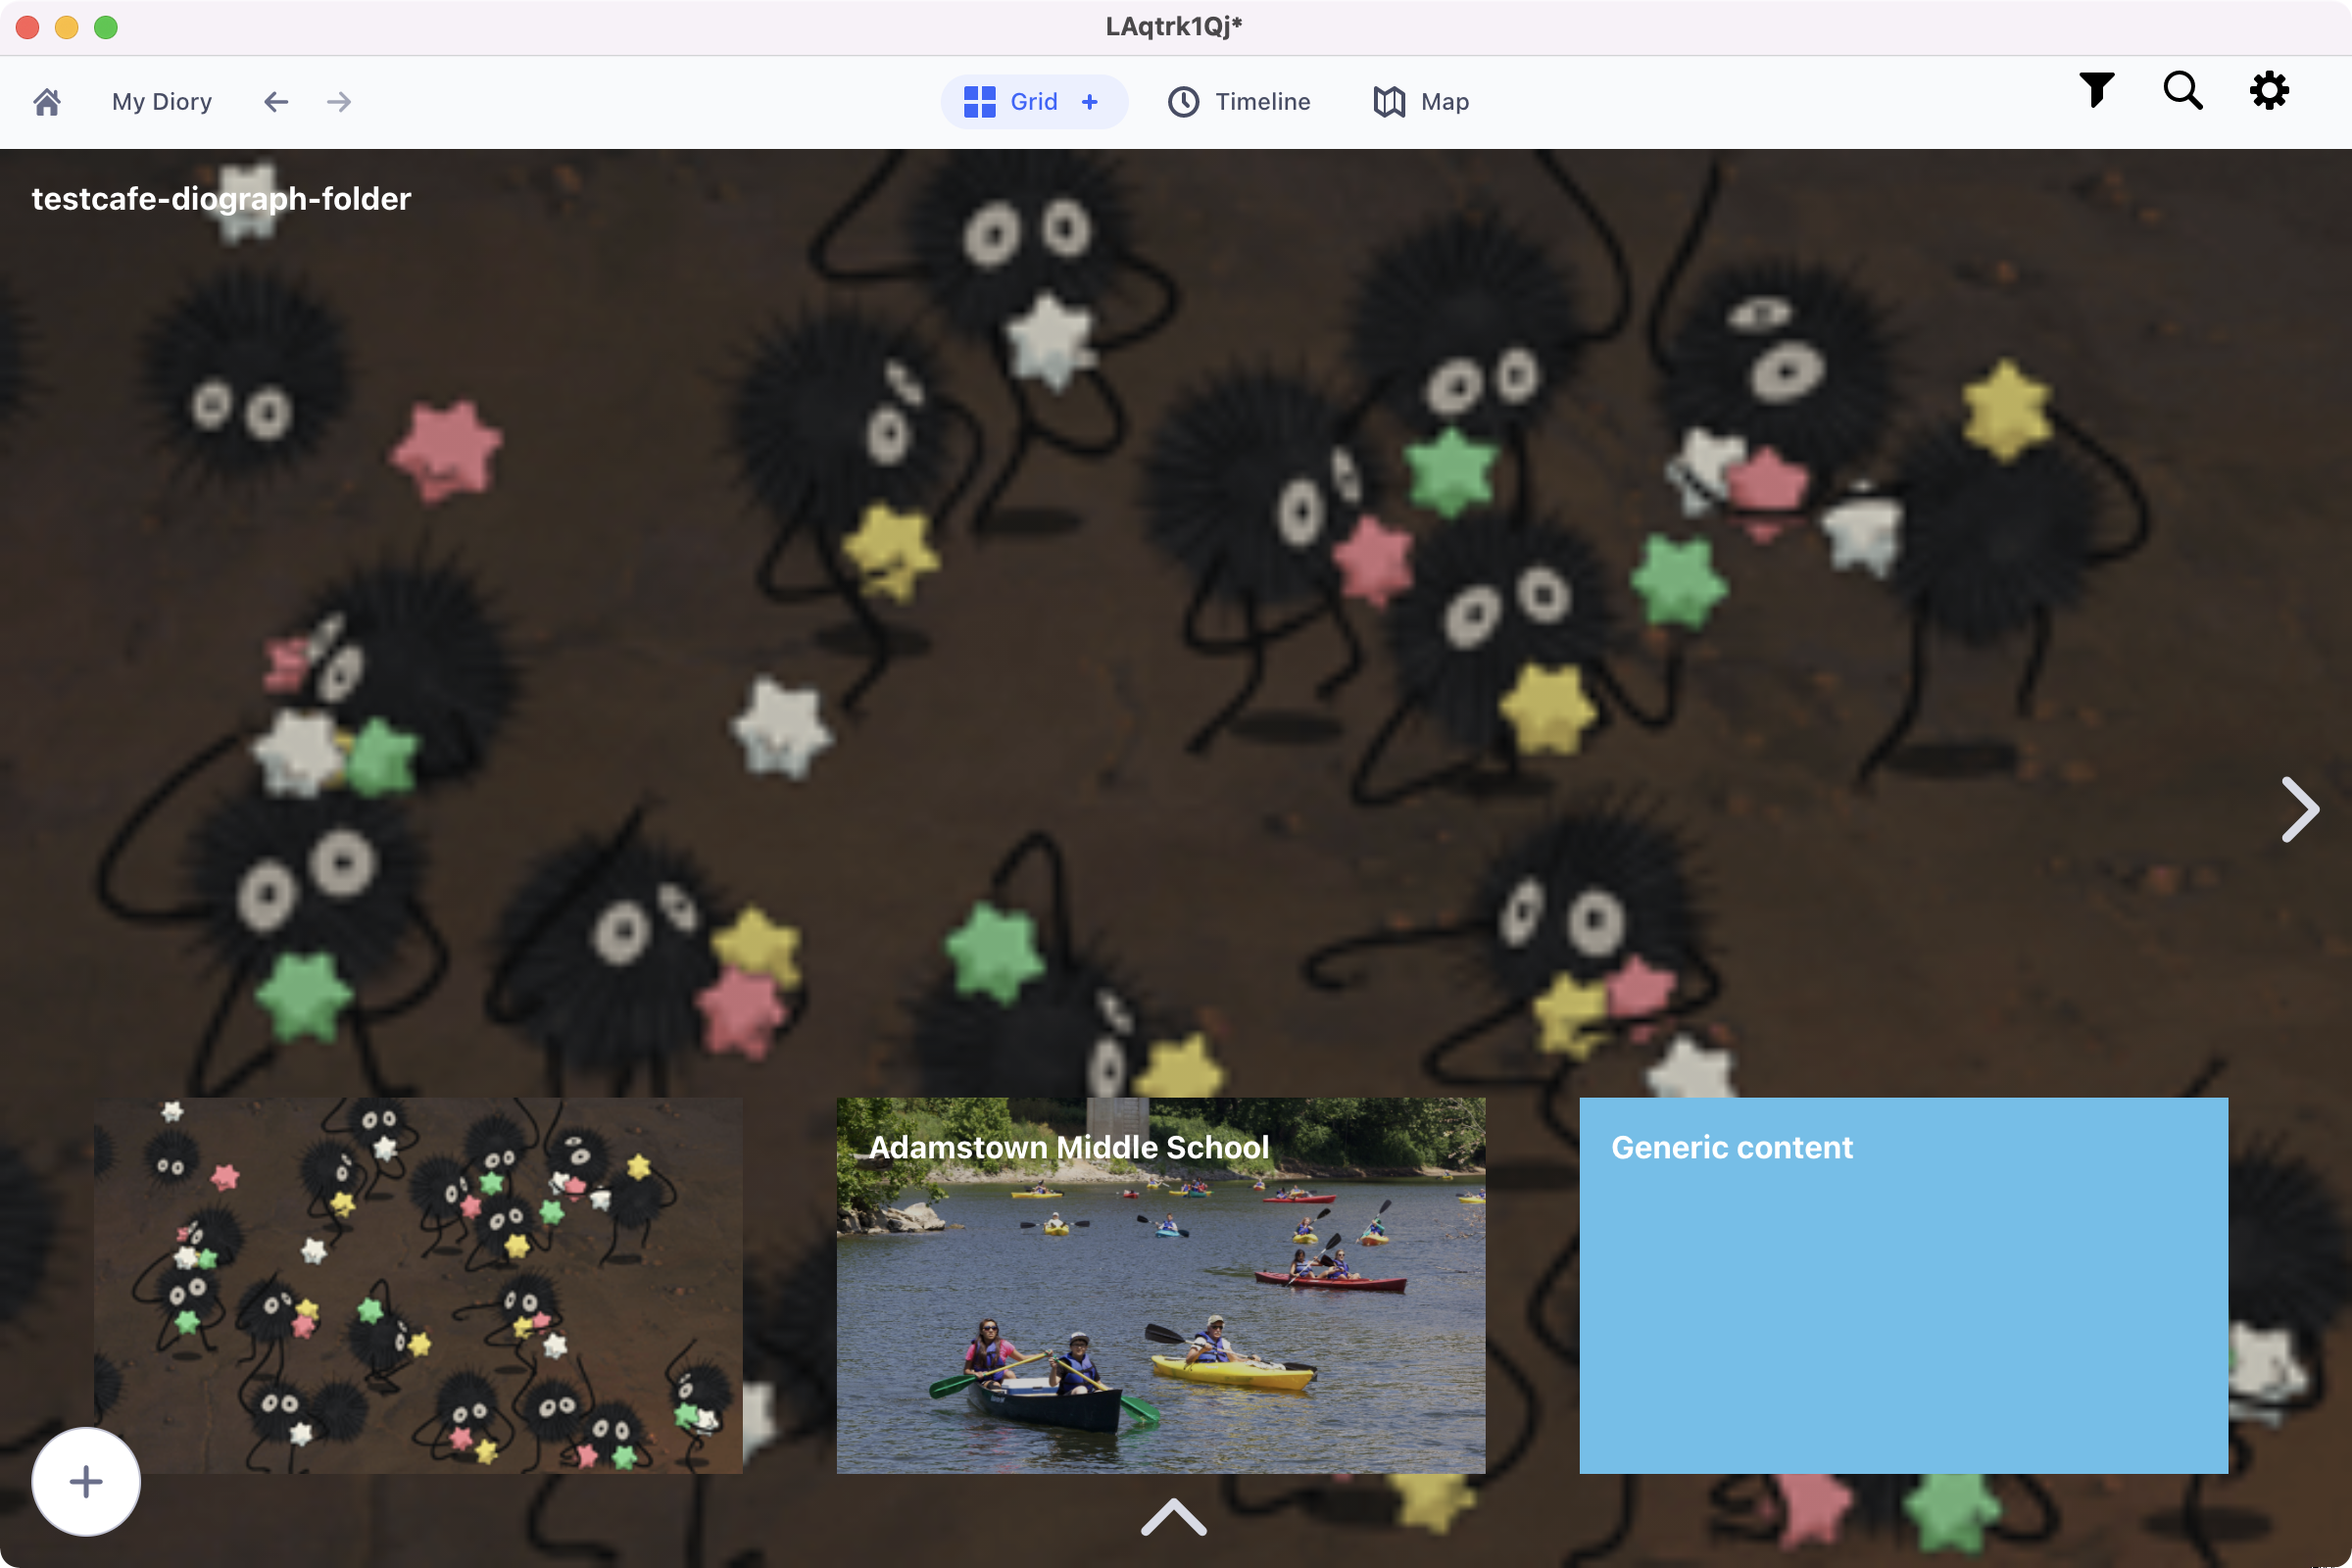 LAqtrk1Qj*
My Diory
Grid +
Timeline
Map
testcafe-diograph-folder
Adamstown Middle School
Generic content